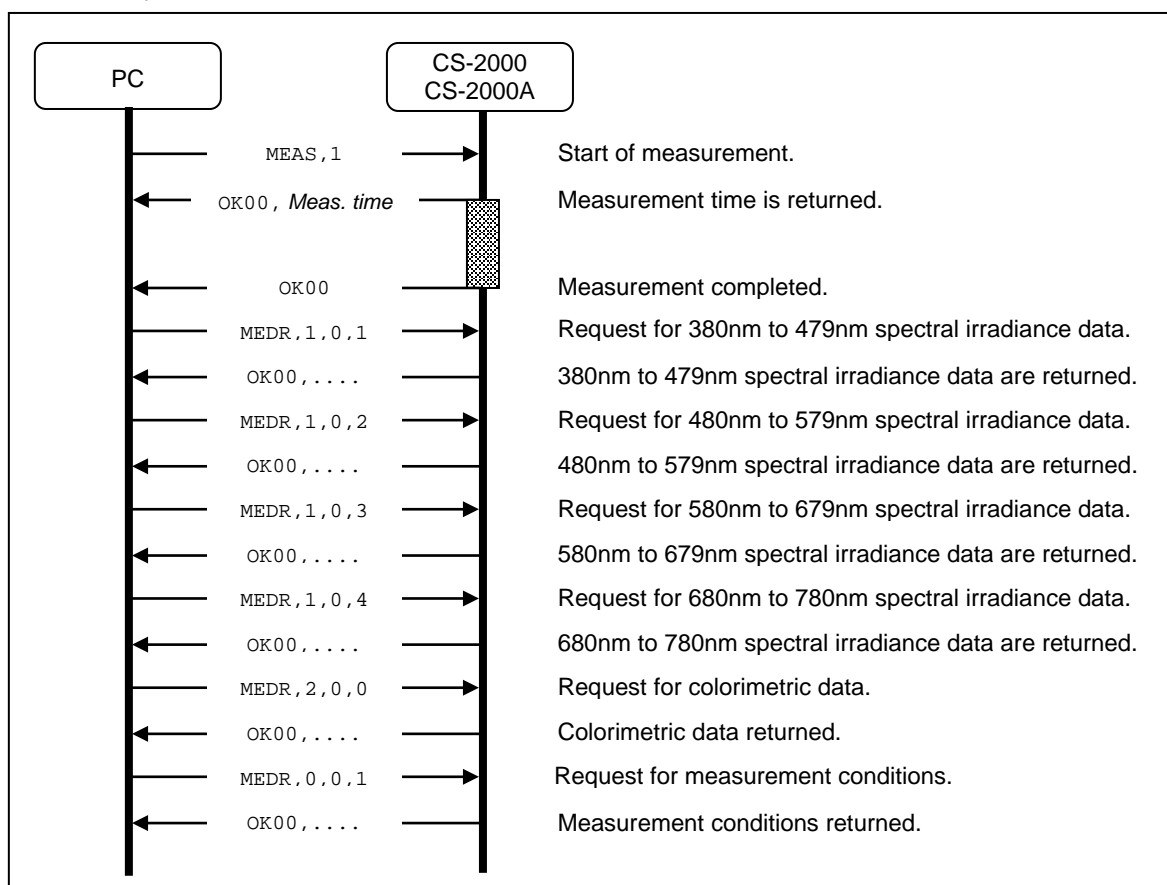 PC
CS-2000
CS-2000A
MEAS,1 Start of measurement.
OK00, Meas. time Measurement time is returned.
OK00 Measurement completed.
MEDR,1,0,1 Request for 380nm to 479nm spectral irradiance data.
OK00,.... 380nm to 479nm spectral irradiance data are returned.
MEDR,1,0,2 Request for 480nm to 579nm spectral irradiance data.
OK00,.... 480nm to 579nm spectral irradiance data are returned.
MEDR,1,0,3 Request for 580nm to 679nm spectral irradiance data.
OK00,.... 580nm to 679nm spectral irradiance data are returned.
MEDR,1,0,4 Request for 680nm to 780nm spectral irradiance data.
OK00,.... 680nm to 780nm spectral irradiance data are returned.
MEDR,2,0,0 Request for colorimetric data.
OK00,.... Colorimetric data returned.
MEDR,0,0,1 Request for measurement conditions.
OK00,.... Measurement conditions returned.